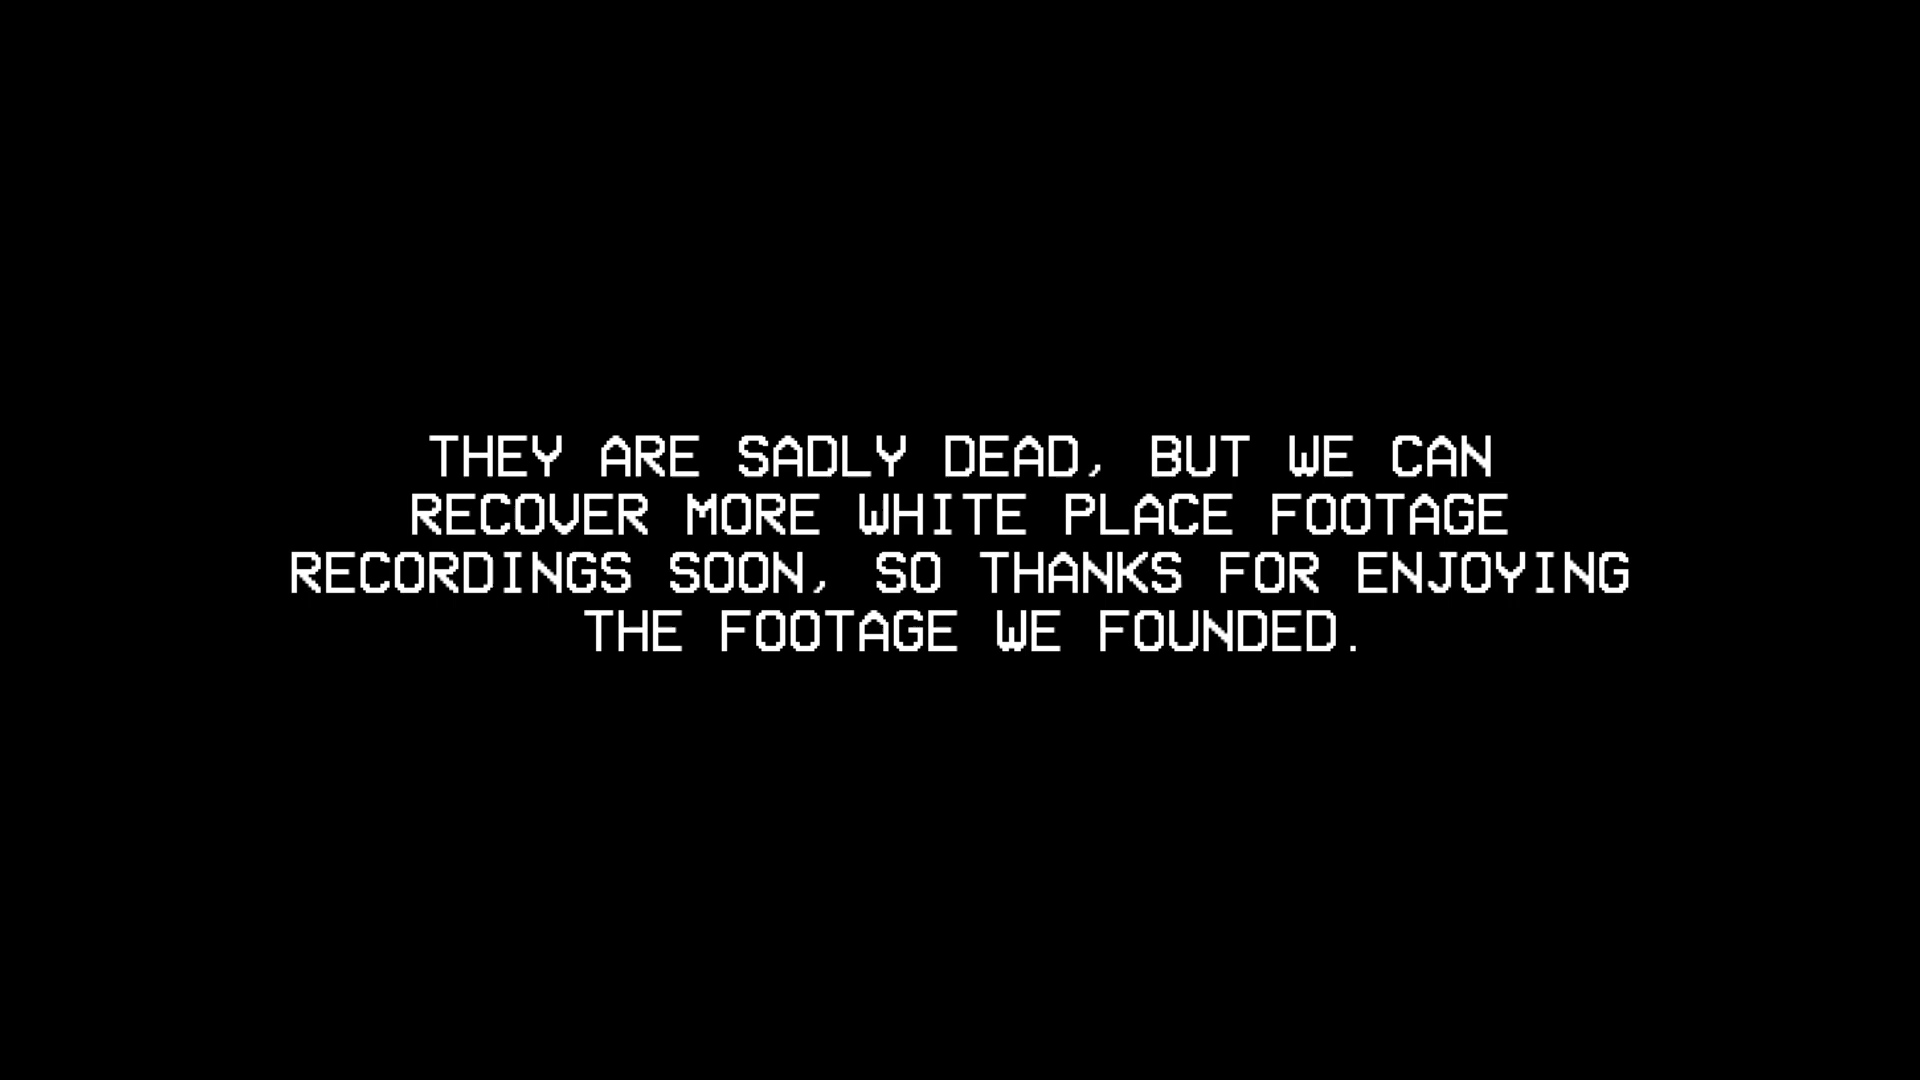 THEY ARE SADLY DEAD, BUT WE CAN
RECOVER MORE WHITE PLACE FOOTAGE
RECORDINGS SOON, SO THANKS FOR ENJOYING
THE FOOTAGE WE FOUNDED.